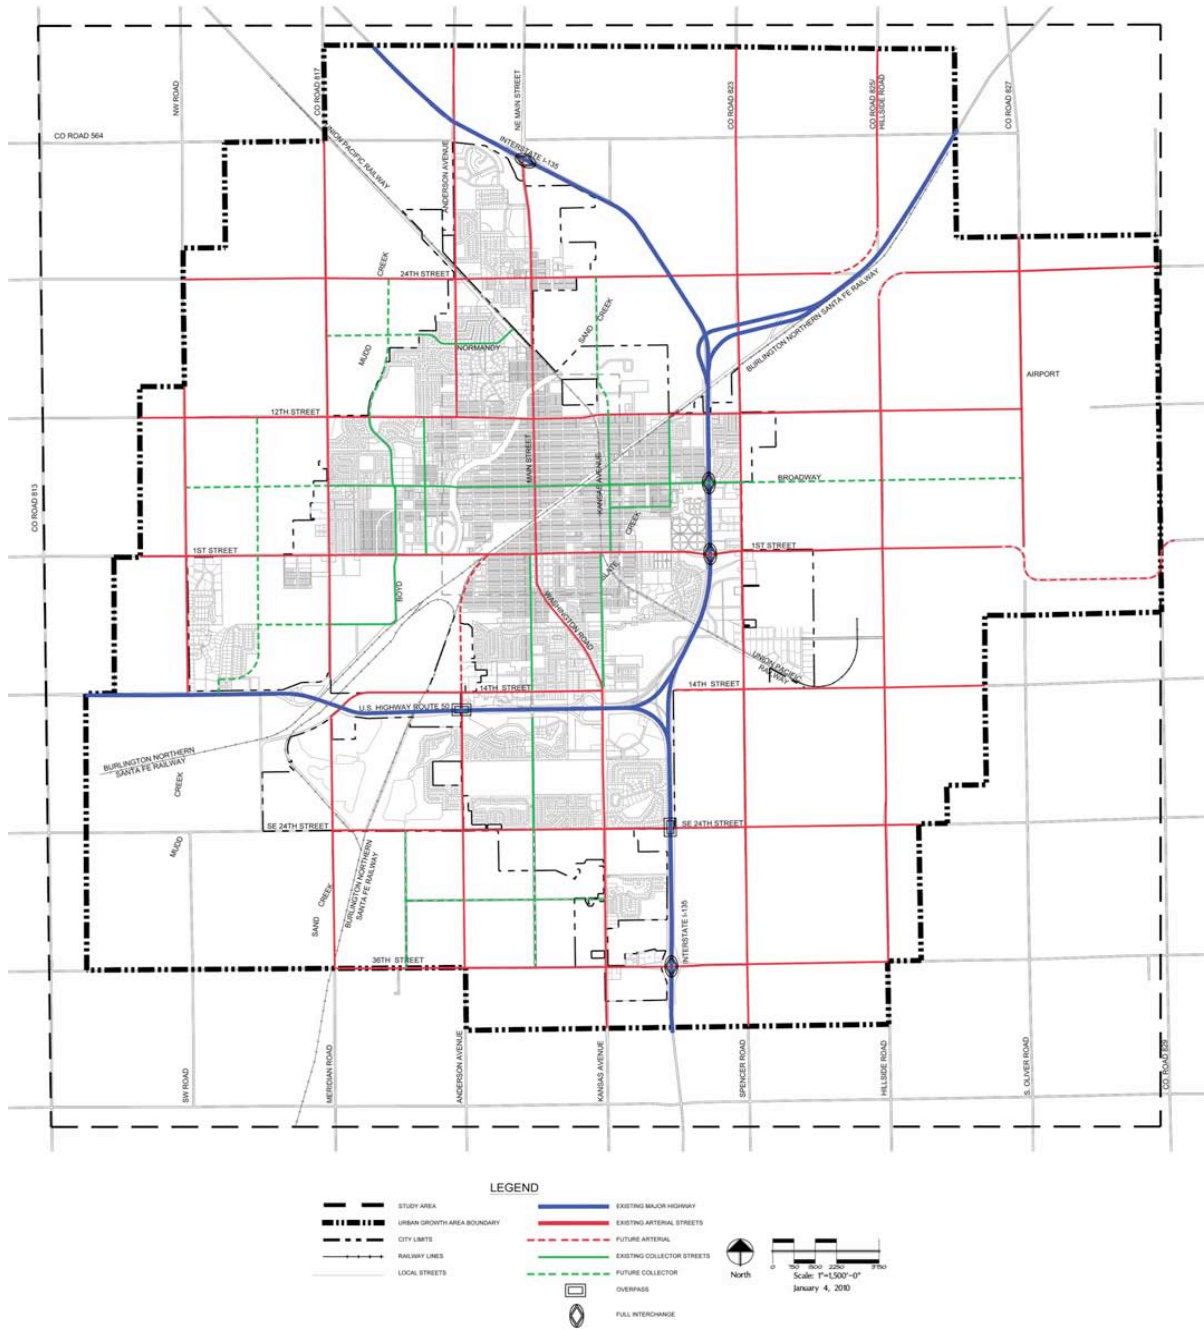 NW ROAD
CO ROAD 817
NE MAIN STREET
CO ROAD 823
CO ROAD 825/
HILLSIDE ROAD
CO ROAD 827
CO ROAD 564
UNION PACIFIC RAILWAY
ANDERSON AVENUE
INTERSTATE I-135
CREEK
24TH STREET
SAND CREEK
BURLINGTON NORTHERN SANTA FE RAILWAY
MUDD
NORMANDY
AIRPORT
12TH STREET
MAIN STREET
KANSAS AVENUE
BROADWAY
CO ROAD 813
CREEK
1ST STREET
1ST STREET
SLATE
BOYD
WASHINGTON ROAD
UNION PACIFIC
RAILWAY
14TH STREET
14TH STREET
U.S. HIGHWAY ROUTE 50
BURLINGTON NORTHERN
SANTA FE RAILWAY
CREEK
MUDD
SE 24TH STREET
SE 24TH STREET
BURLINGTON NORTHERN
SANTA FE RAILWAY
SAND CREEK
INTERSTATE I-135
36TH STREET
SW ROAD
MERIDIAN ROAD
ANDERSON AVENUE
KANSAS AVENUE
SPENCER ROAD
HILLSIDE ROAD
S. OLIVER ROAD
CO. ROAD 829
LEGEND
STUDY AREA
URBAN GROWTH AREA BOUNDARY
CITY LIMITS
RAILWAY LINES
LOCAL STREETS
EXISTING MAJOR HIGHWAY
EXISTING ARTERIAL STREETS
FUTURE ARTERIAL
EXISTING COLLECTOR STREETS
FUTURE COLLECTOR
OVERPASS
FULL INTERCHANGE
North
0 750 1500 2250 3750
Scale: 1"=1,500'-0"
January 4, 2010